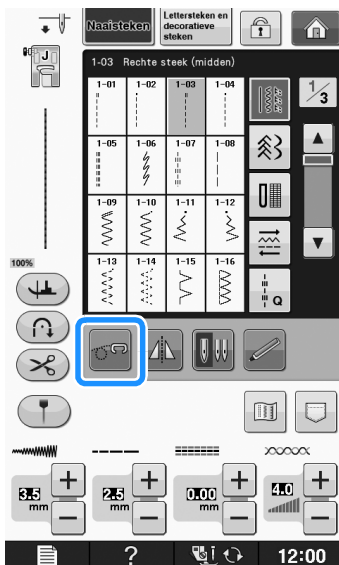 Naaisteken
Lettersteken en
decoratieve
steken
J
1-03 Rechte steek (midden)
1/3
1-01 1-02 1-03 1-04
1-05 1-06 1-07 1-08
1-09 1-10 1-11 1-12
1-13 1-14 1-15 1-16
Q
100%
3.5 mm
2.5 mm
0.00 mm
4.0
? 12:00